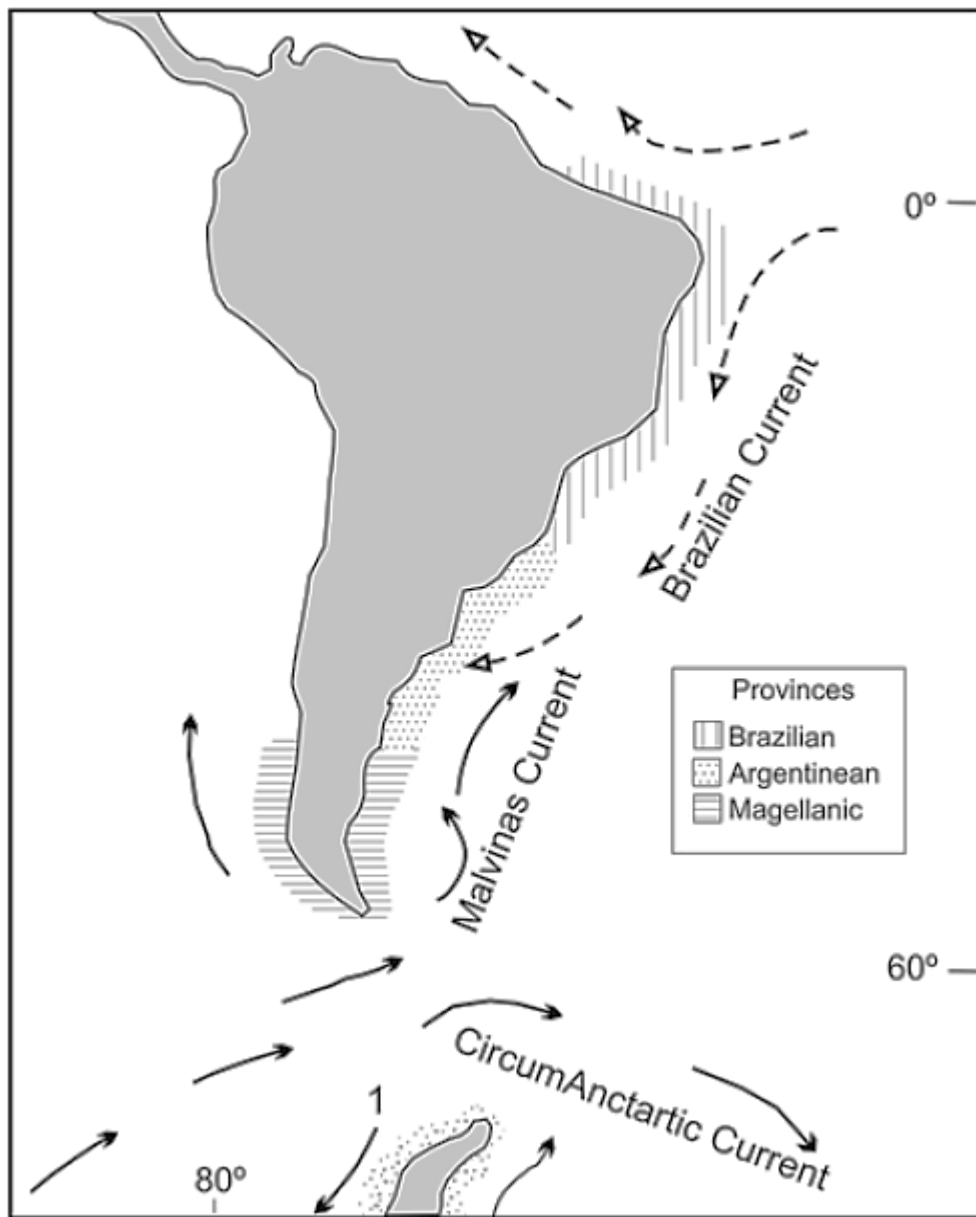 0º
Brazilian Current
Provinces
Brazilian
Argentinean
Magellanic
Malvinas Current
60º
CircumAnctartic Current
1
80º